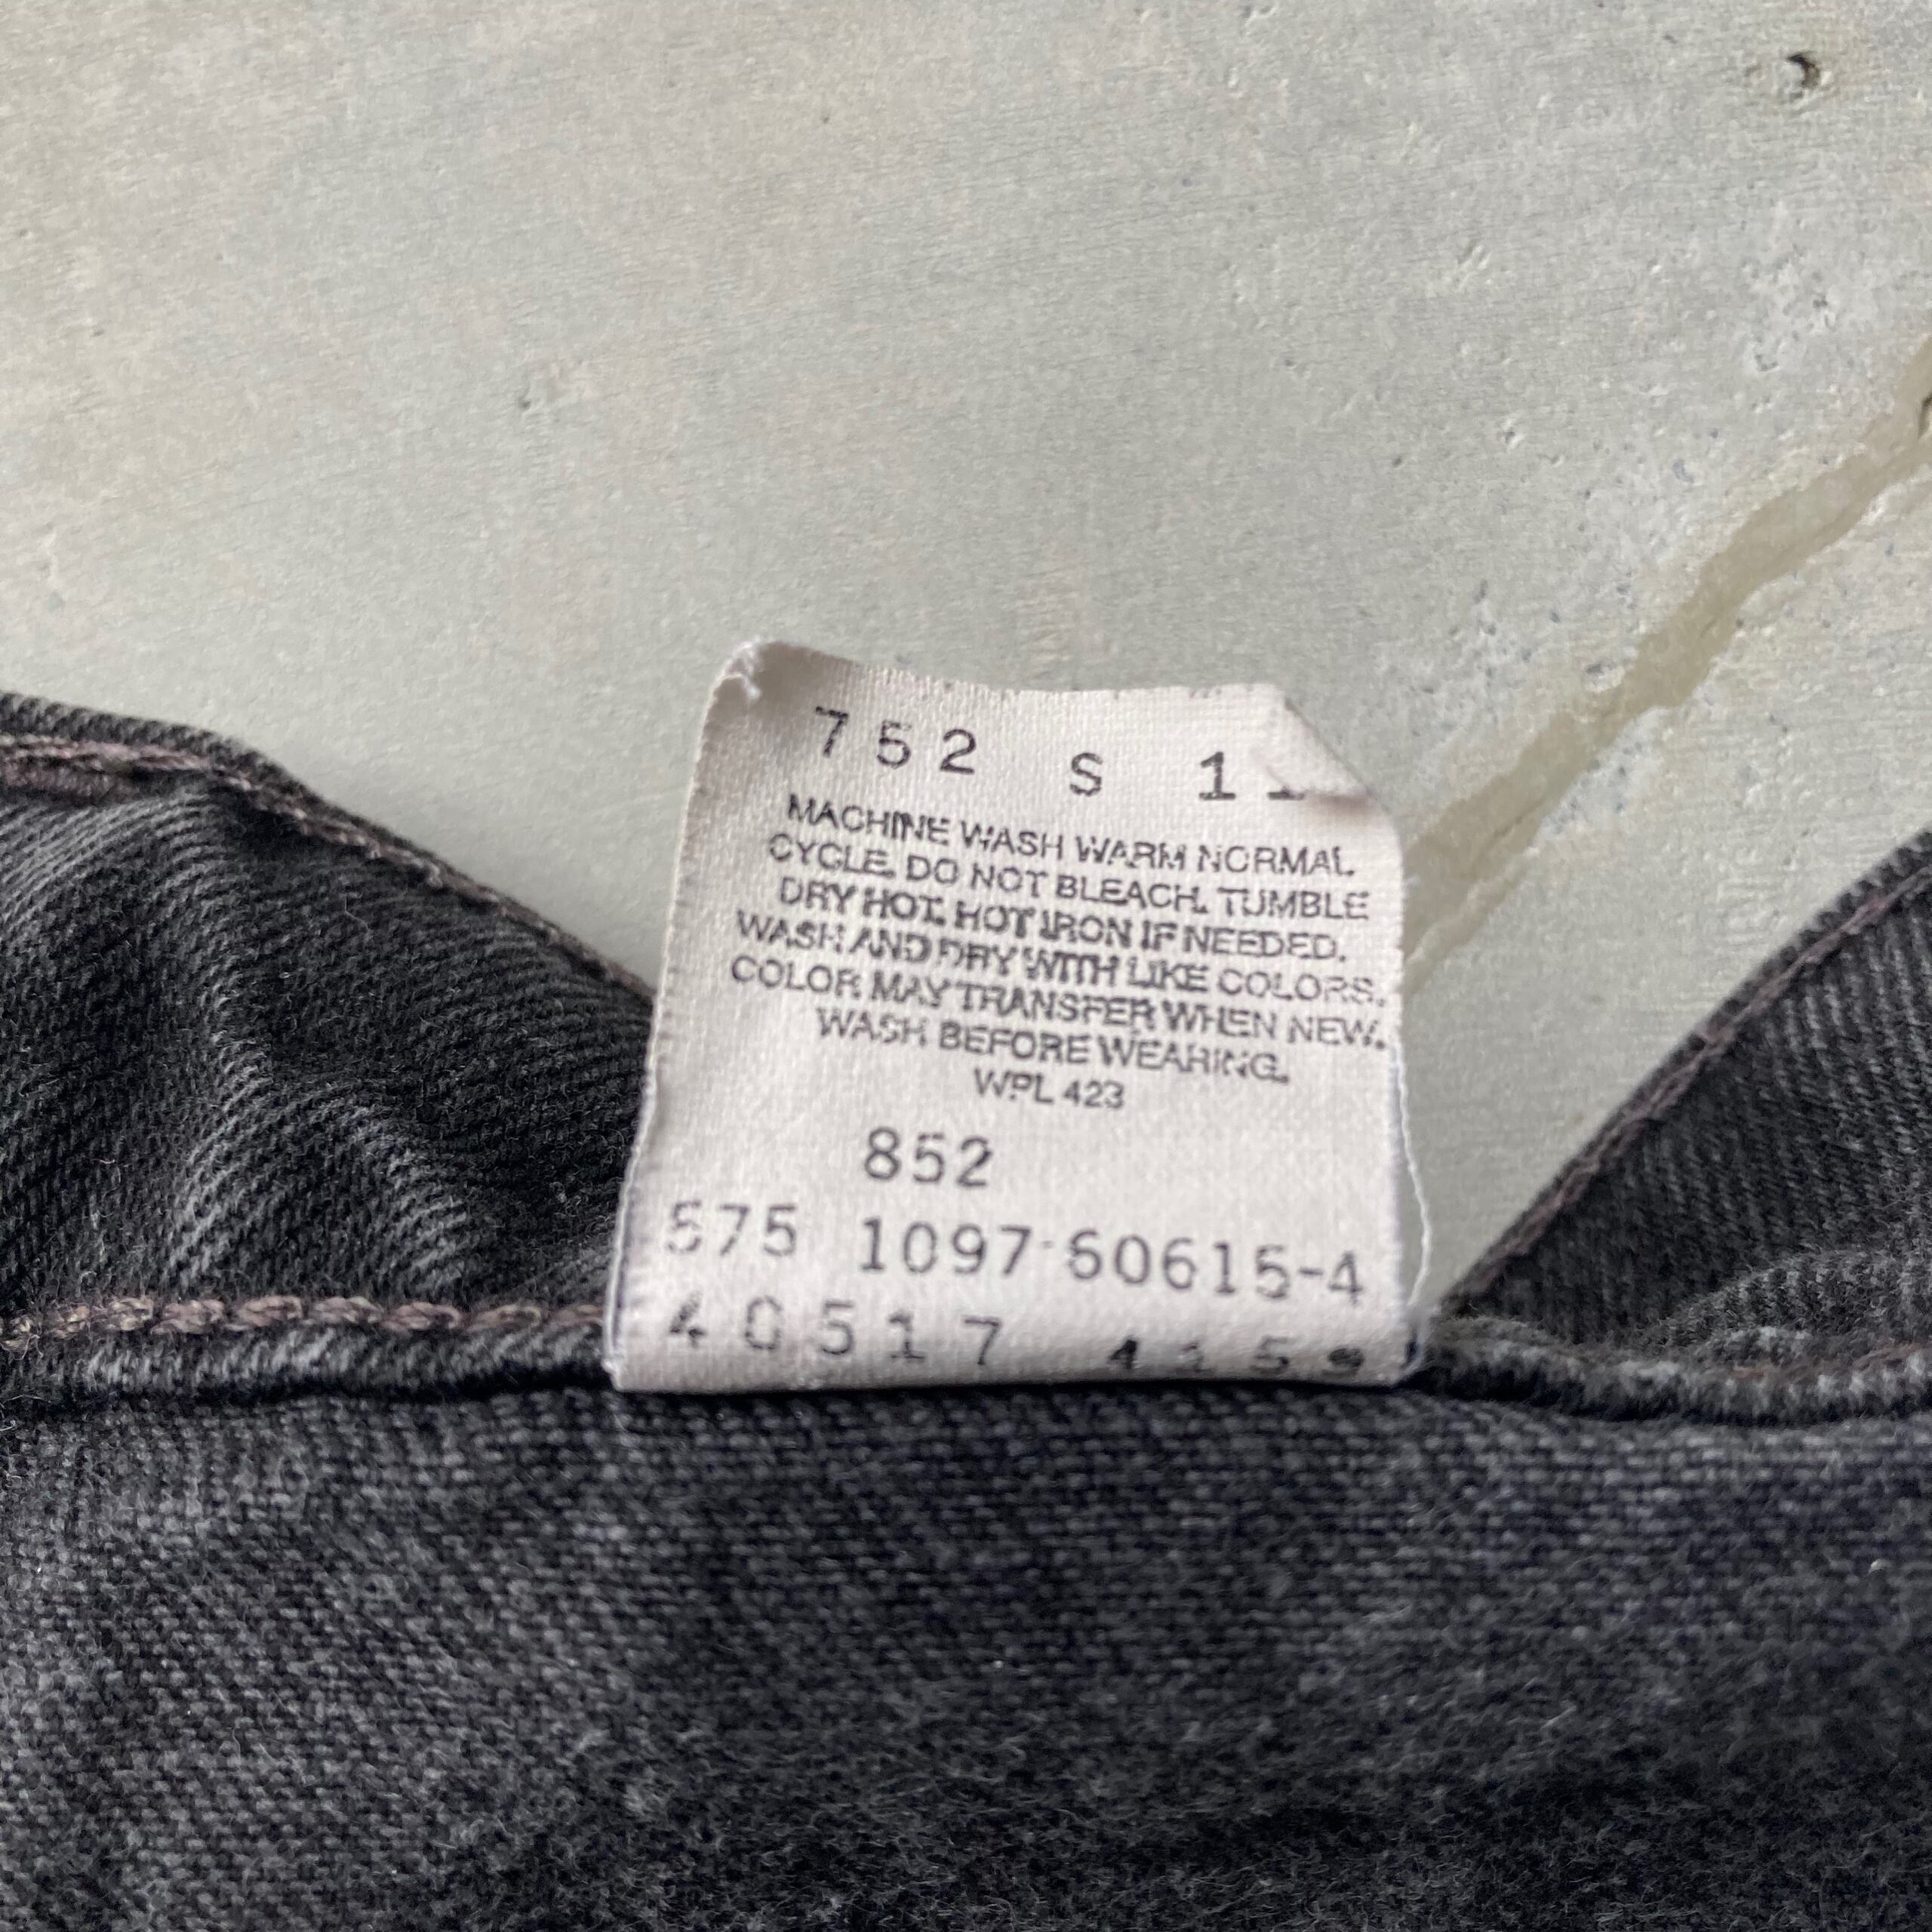 752 S 1
MACHINE WASH WARM NORMAL
CYCLE. DO NOT BLEACH. TUMBLE
DRY HOT. HOT IRON IF NEEDED.
WASH AND DRY WITH LIKE COLORS.
COLOR MAY TRANSFER WHEN NEW.
WASH BEFORE WEARING.
WPL 423
852
575 1097 60615-4
40517